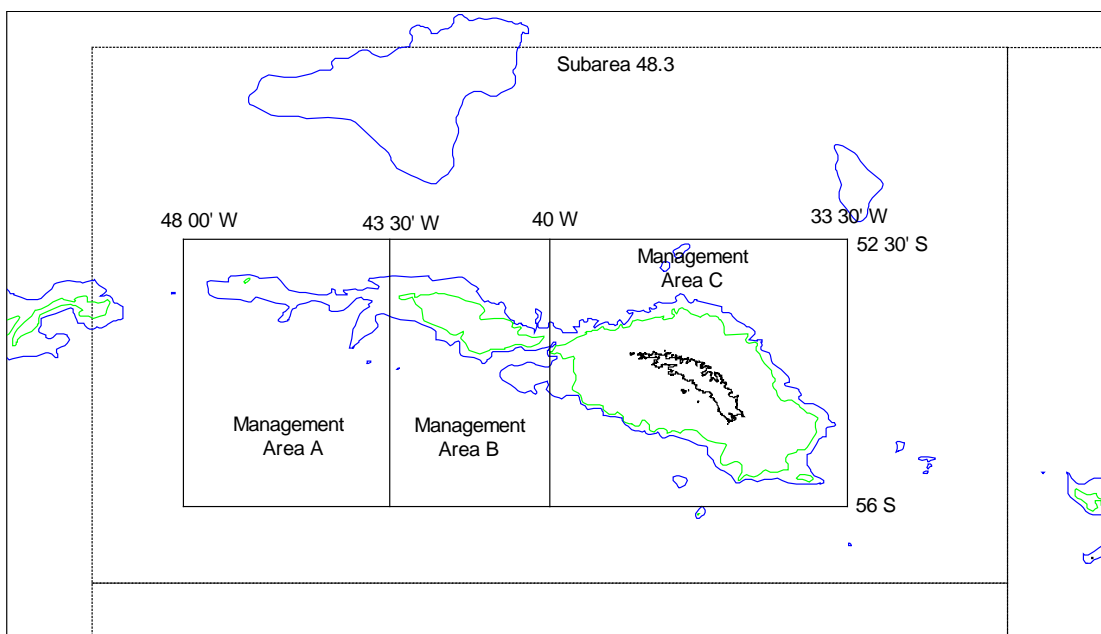 Subarea 48.3
48 00' W
43 30' W
40 W
33 30' W
52 30' S
Management
Area C
Management
Area A
Management
Area B
56 S